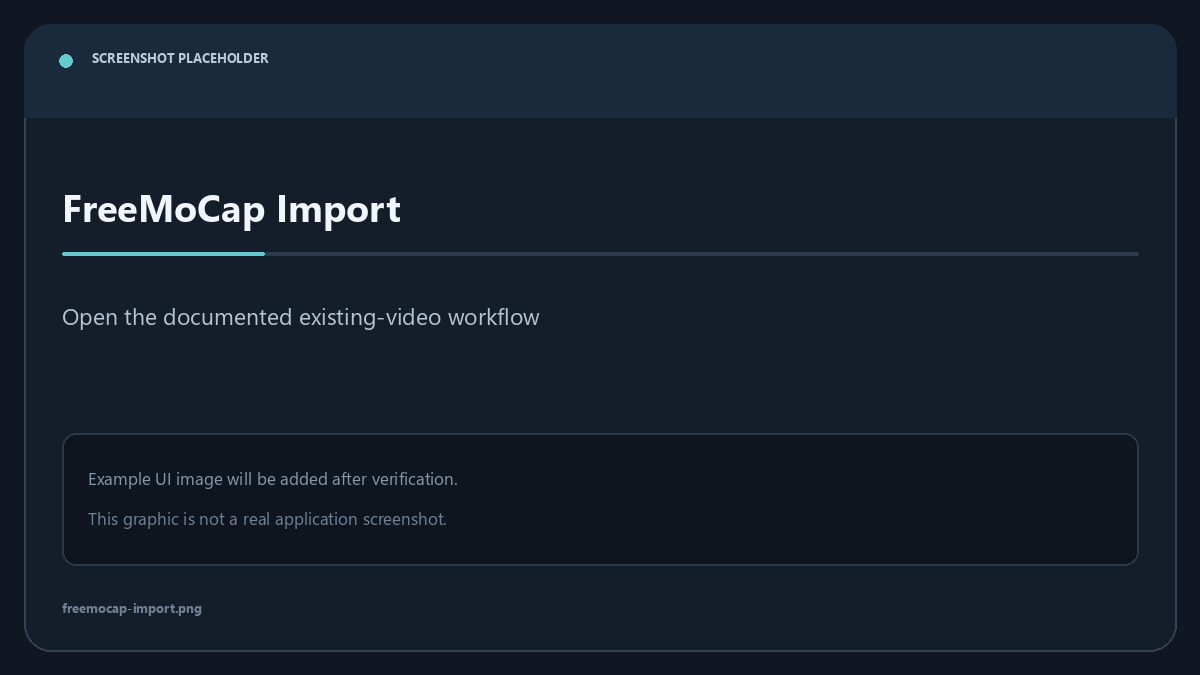 SCREENSHOT PLACEHOLDER
FreeMoCap Import
Open the documented existing-video workflow
Example UI image will be added after verification.
This graphic is not a real application screenshot.
freemocap-import.png